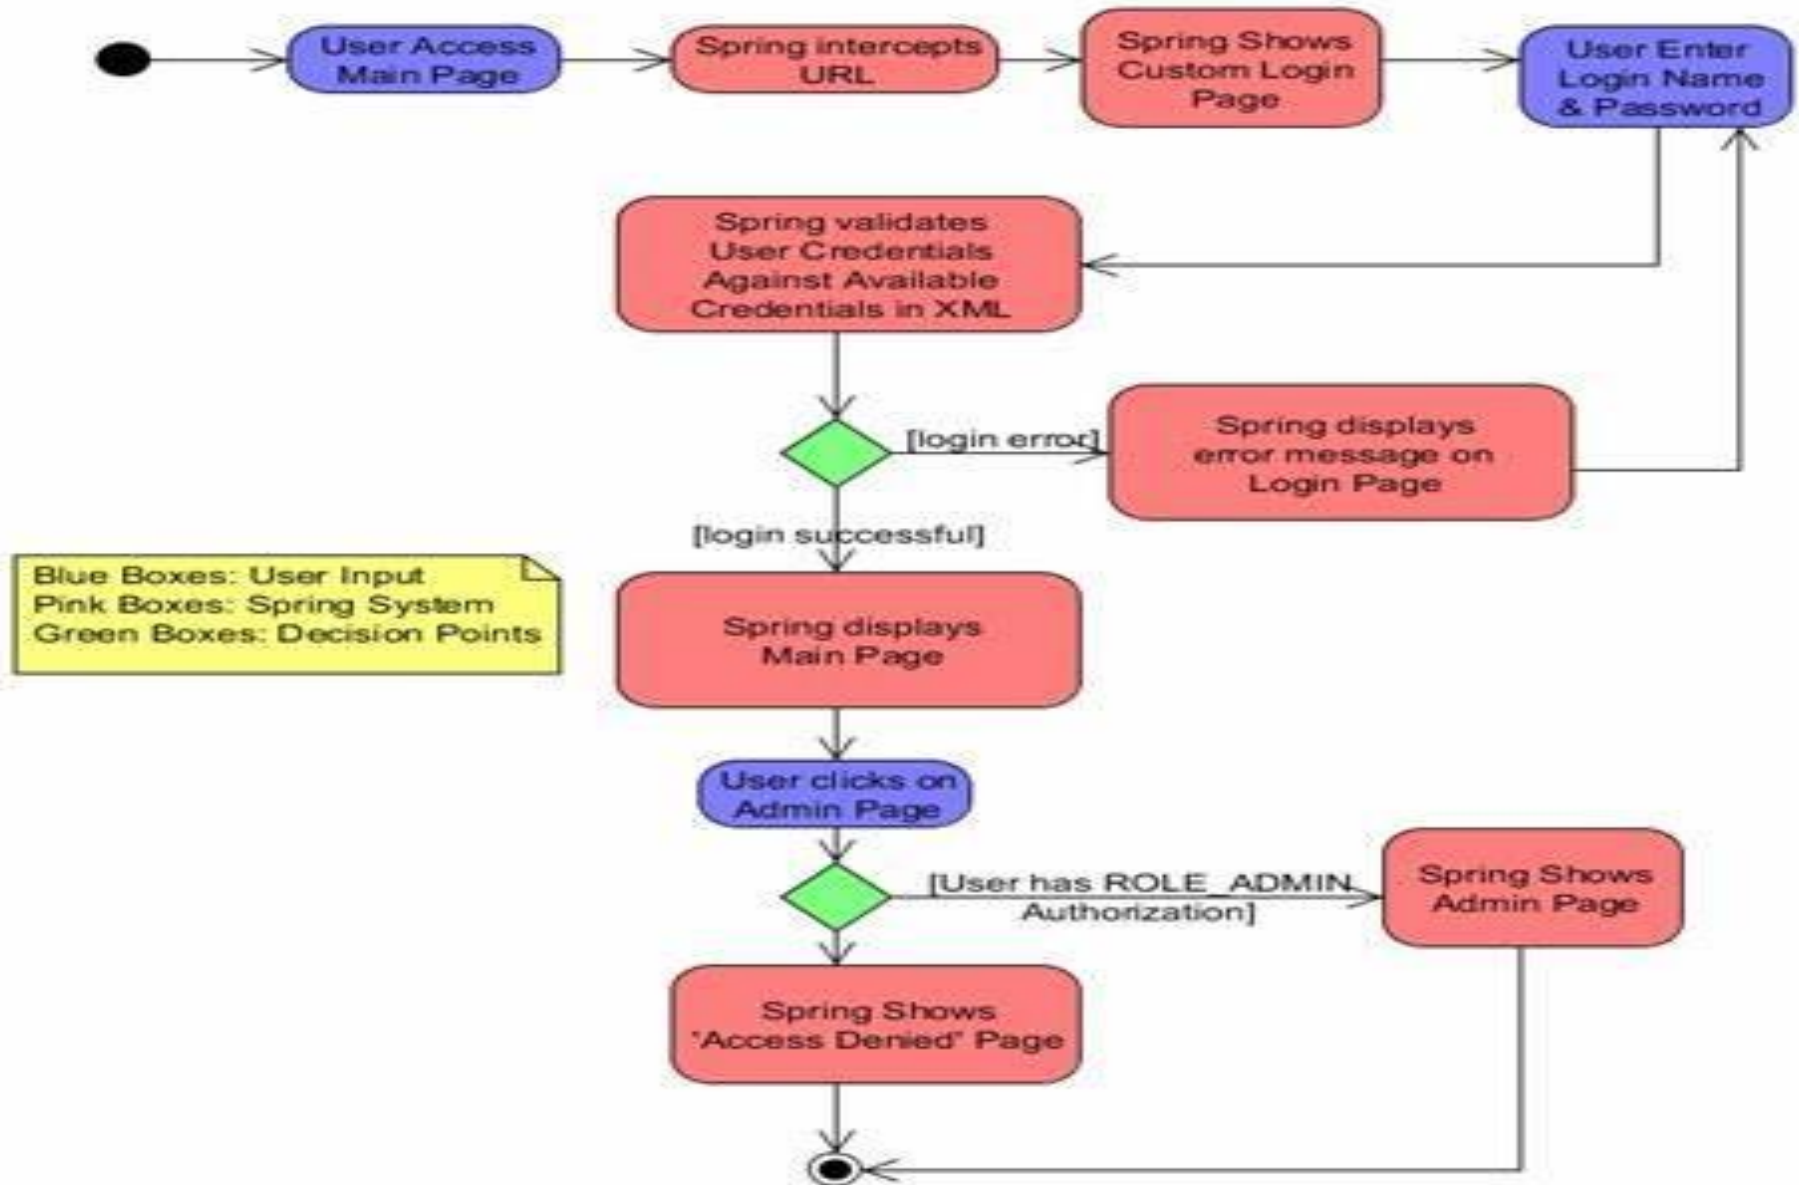 User Access
Main Page
Spring intercepts
URL
Spring Shows
Custom Login
Page
User Enter
Login Name
& Password
Spring validates
User Credentials
Against Available
Credentials in XML
[login error]
Spring displays
error message on
Login Page
[login successful]
Blue Boxes: User Input
Pink Boxes: Spring System
Green Boxes: Decision Points
Spring displays
Main Page
User clicks on
Admin Page
[User has ROLE_ADMIN
Authorization]
Spring Shows
Admin Page
Spring Shows
"Access Denied" Page